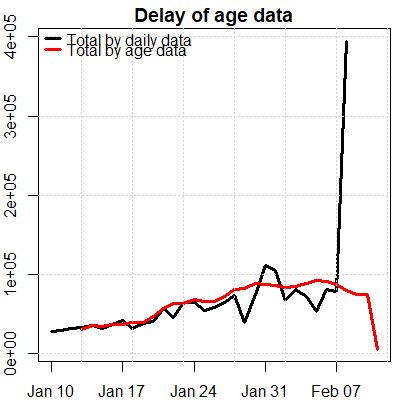 Delay of age data
Total by daily data
Total by age data
4e+05
3e+05
2e+05
1e+05
0e+00
Jan 10 Jan 17 Jan 24 Jan 31 Feb 07